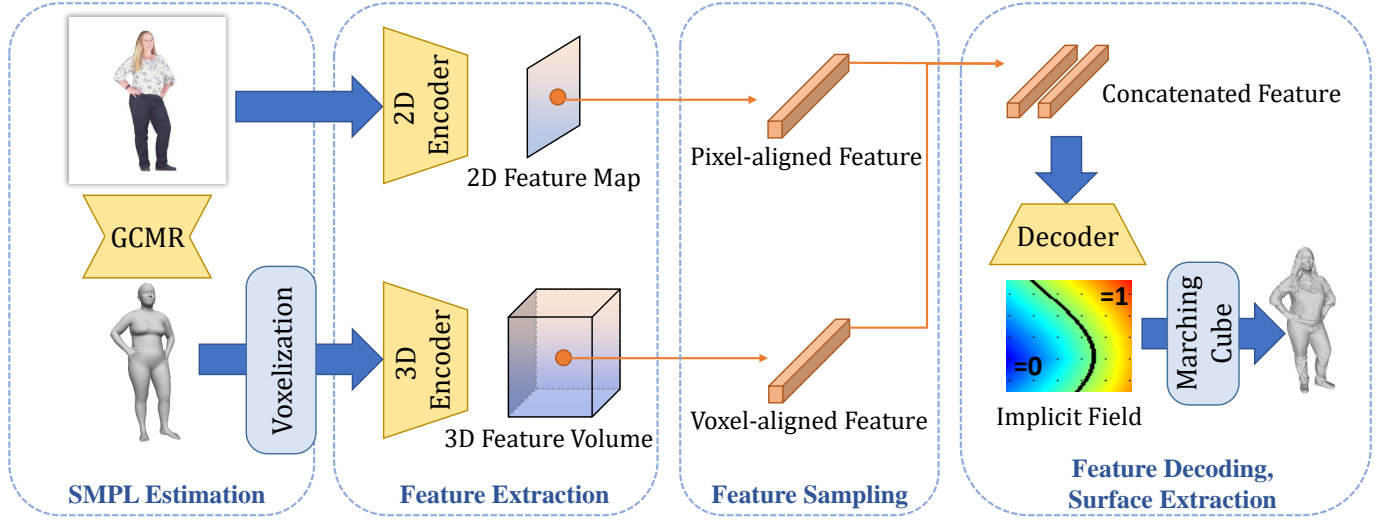 GCMR
Voxelization
SMPL Estimation
2D
Encoder
2D Feature Map
3D
Encoder
3D Feature Volume
Feature Extraction
Pixel-aligned Feature
Voxel-aligned Feature
Feature Sampling
Concatenated Feature
Decoder
=1
=0
Implicit Field
Marching
Cube
Feature Decoding,
Surface Extraction